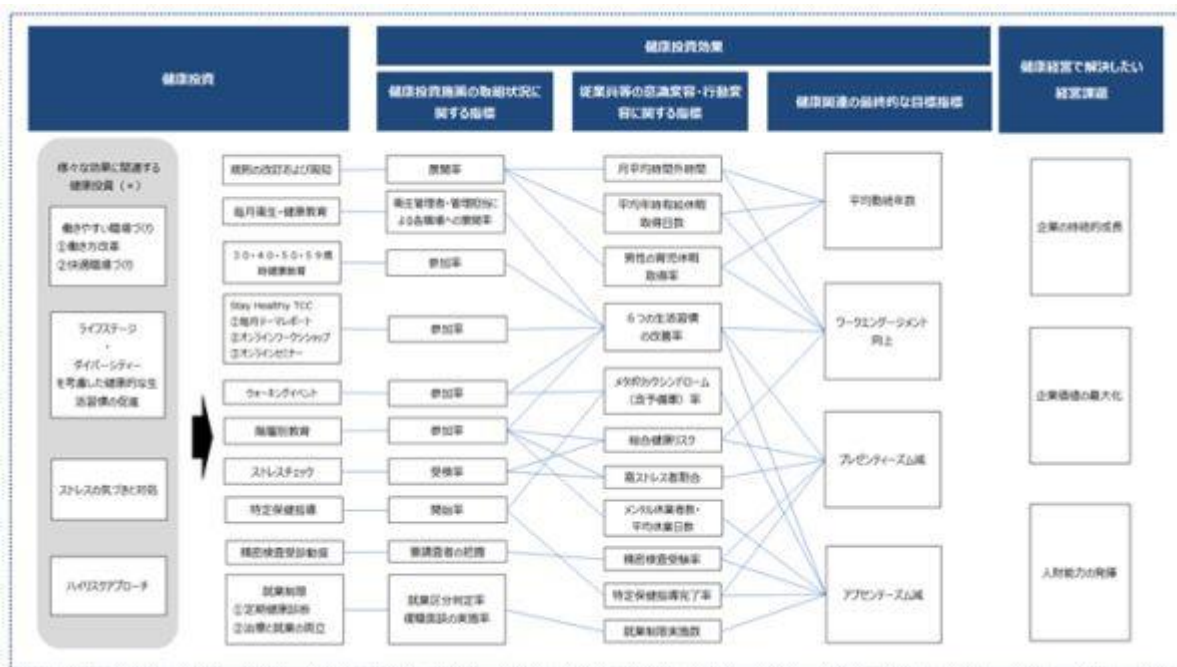 健康投資
健康投資効果
健康経営で解決したい
経営課題
健康投資施策の取組状況に
関する指標
従業員等の意識変容・行動変
容に関する指標
健康関連の最終的な目標指標
様々な効果に関連する
健康投資（*）
働きやすい職場づくり
①働き方改革
②快適職場づくり
ライフステージ
・
ダイバーシティー
を考慮した健康的な生
活習慣の促進
ストレスの気づきと対処
ハイリスクアプローチ
規則の改訂および周知
毎月衛生・健康教育
30・40・50・59歳
時健康教育
Stay Healthy TCC
①毎月テーマレポート
②オンラインワークショップ
③オンラインセミナー
ウォーキングイベント
階層別教育
ストレスチェック
特定保健指導
精密検査受診勧奨
就業制限
①定期健康診断
②治療と就業の両立
展開率
衛生管理者・管理担当に
よる各職場への展開率
参加率
参加率
参加率
参加率
受検率
開始率
要調査者の把握
就業区分判定率
復職面談の実施率
月平均時間外時間
平均年時有給休暇
取得日数
男性の育児休暇
取得率
6つの生活習慣
の改善率
メタボリックシンドローム
（含予備軍）率
総合健康リスク
高ストレス者割合
メンタル休業者数・
平均休業日数
精密検査受診率
特定保健指導完了率
就業制限実施数
平均勤続年数
ワークエンゲージメント
向上
プレゼンティーズム減
アブセンテーズム減
企業の持続的成長
企業価値の最大化
人財能力の発揮